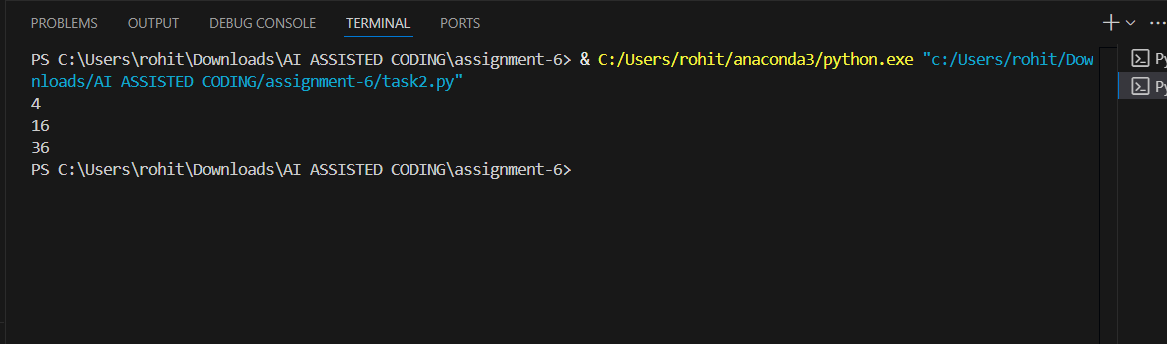 PROBLEMS OUTPUT DEBUG CONSOLE TERMINAL PORTS
PS C:\Users\rohit\Downloads\AI ASSISTED CODING\assignment-6> & C:/Users/rohit/anaconda3/python.exe "c:/Users/rohit/Dow
nloads/AI ASSISTED CODING/assignment-6/task2.py"
4
16
36
PS C:\Users\rohit\Downloads\AI ASSISTED CODING\assignment-6>
Py
Py